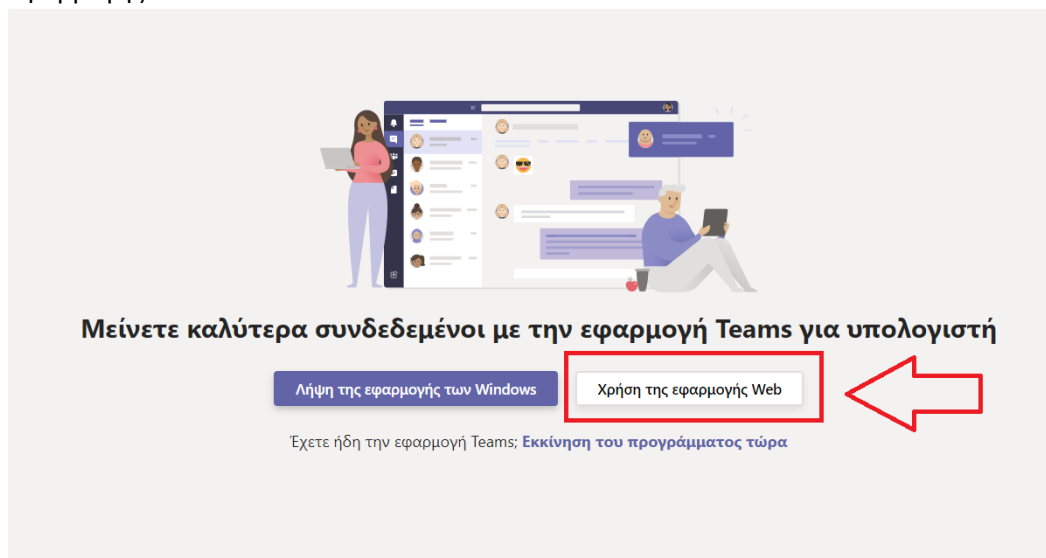 Μείνετε καλύτερα συνδεδεμένοι με την εφαρμογή Teams για υπολογιστή
Λήψη της εφαρμογής των Windows
Χρήση της εφαρμογής Web
Έχετε ήδη την εφαρμογή Teams; Εκκίνηση του προγράμματος τώρα